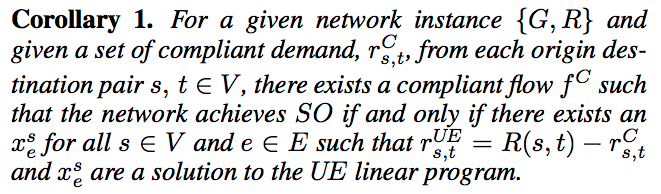 Corollary 1. For a given network instance {G, R} and
given a set of compliant demand, r^C_{s,t}, from each origin des-
tination pair s, t ∈ V, there exists a compliant flow f^C such
that the network achieves SO if and only if there exists an
x^s_e for all s ∈ V and e ∈ E such that r^{UE}_{s,t} = R(s, t) − r^C_{s,t}
and x^s_e are a solution to the UE linear program.